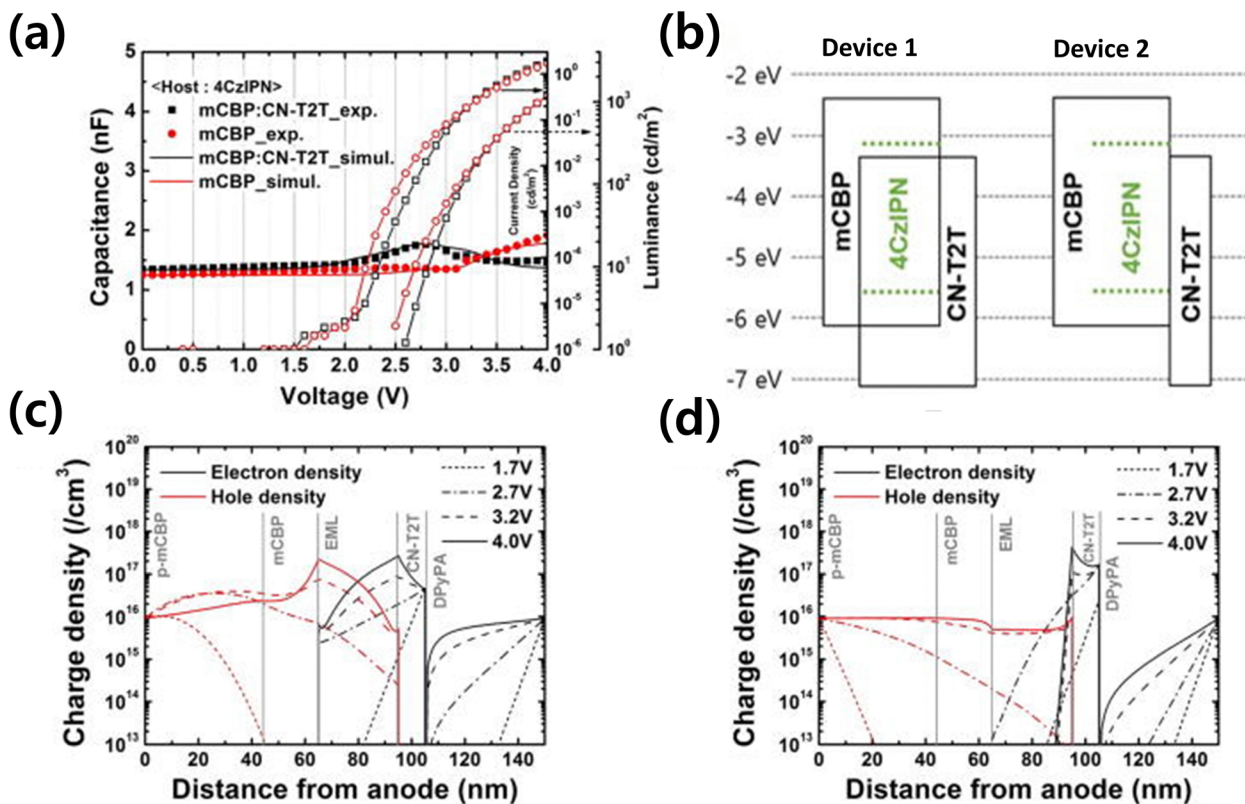 (a)
5
4
3
2
1
0
Capacitance (nF)
<Host : 4CzIPN>
mCBP:CN-T2T_exp.
mCBP_exp.
mCBP:CN-T2T_simul.
mCBP_simul.
0.0 0.5 1.0 1.5 2.0 2.5 3.0 3.5 4.0
Voltage (V)
Current Density
(cd/m²)
10⁰
10⁻¹
10⁻²
10⁻³
10⁻⁴
10⁻⁵
10⁻⁶
10³
10²
10¹
10⁰
Luminance (cd/m²)
(b)
Device 1 Device 2
-2 eV
-3 eV
-4 eV
-5 eV
-6 eV
-7 eV
mCBP
4CzIPN
CN-T2T
mCBP
4CzIPN
CN-T2T
(c)
10²⁰
10¹⁹
10¹⁸
10¹⁷
10¹⁶
10¹⁵
10¹⁴
10¹³
Charge density (/cm³)
Electron density
Hole density
1.7V
2.7V
3.2V
4.0V
p-mCBP
mCBP
EML
CN-T2T
DPyPA
0 20 40 60 80 100 120 140
Distance from anode (nm)
(d)
10²⁰
10¹⁹
10¹⁸
10¹⁷
10¹⁶
10¹⁵
10¹⁴
10¹³
Charge density (/cm³)
Electron density
Hole density
1.7V
2.7V
3.2V
4.0V
p-mCBP
mCBP
EML
CN-T2T
DPyPA
0 20 40 60 80 100 120 140
Distance from anode (nm)